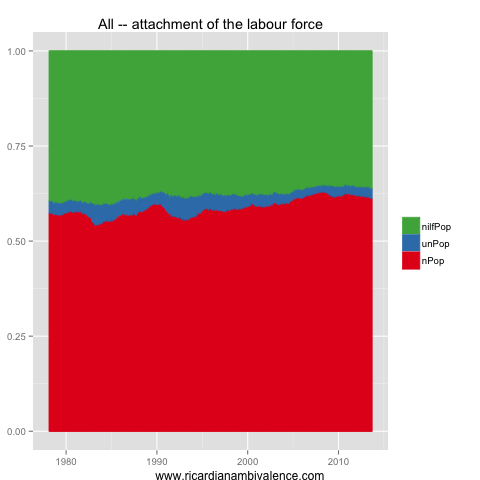 All -- attachment of the labour force
1.00
0.75
0.50
0.25
0.00
1980 1990 2000 2010
www.ricardianambivalence.com
nilfPop
unPop
nPop